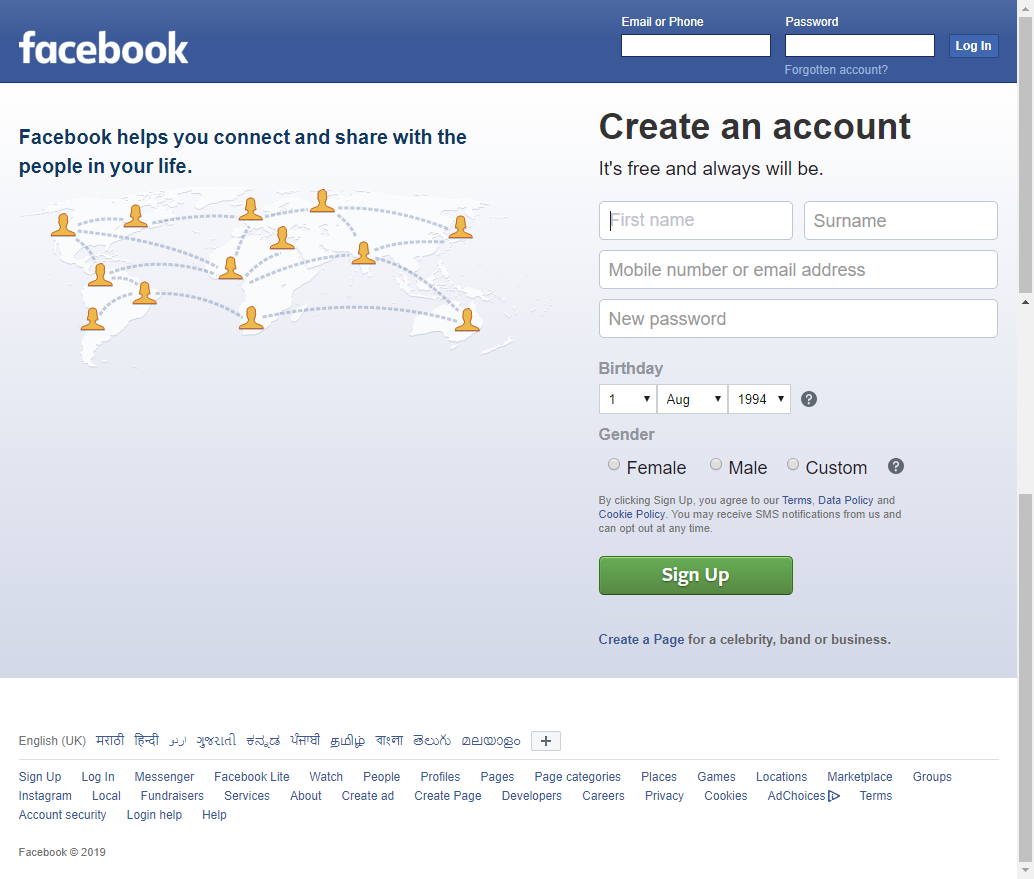 facebook
Email or Phone
Password
Log In
Forgotten account?
Facebook helps you connect and share with the
people in your life.
Create an account
It's free and always will be.
First name
Surname
Mobile number or email address
New password
Birthday
1 Aug 1994 ?
Gender
Female Male Custom ?
By clicking Sign Up, you agree to our Terms, Data Policy and
Cookie Policy. You may receive SMS notifications from us and
can opt out at any time.
Sign Up
Create a Page for a celebrity, band or business.
English (UK) मराठी हिन्दी اردو ગુજરાતી ಕನ್ನಡ ਪੰਜਾਬੀ தமிழ் বাংলা తెలుగు മലയാളം +
Sign Up Log In Messenger Facebook Lite Watch People Profiles Pages Page categories Places Games Locations Marketplace Groups
Instagram Local Fundraisers Services About Create ad Create Page Developers Careers Privacy Cookies AdChoices Terms
Account security Login help Help
Facebook © 2019